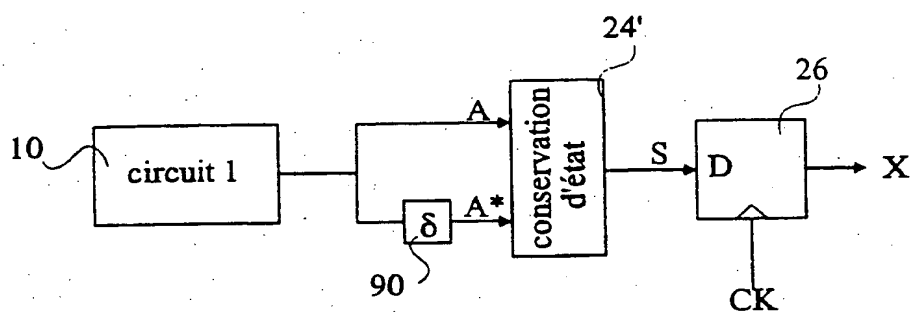 24'
26
10
circuit 1
A
A*
δ
90
conservation
d'état
S
D
X
CK